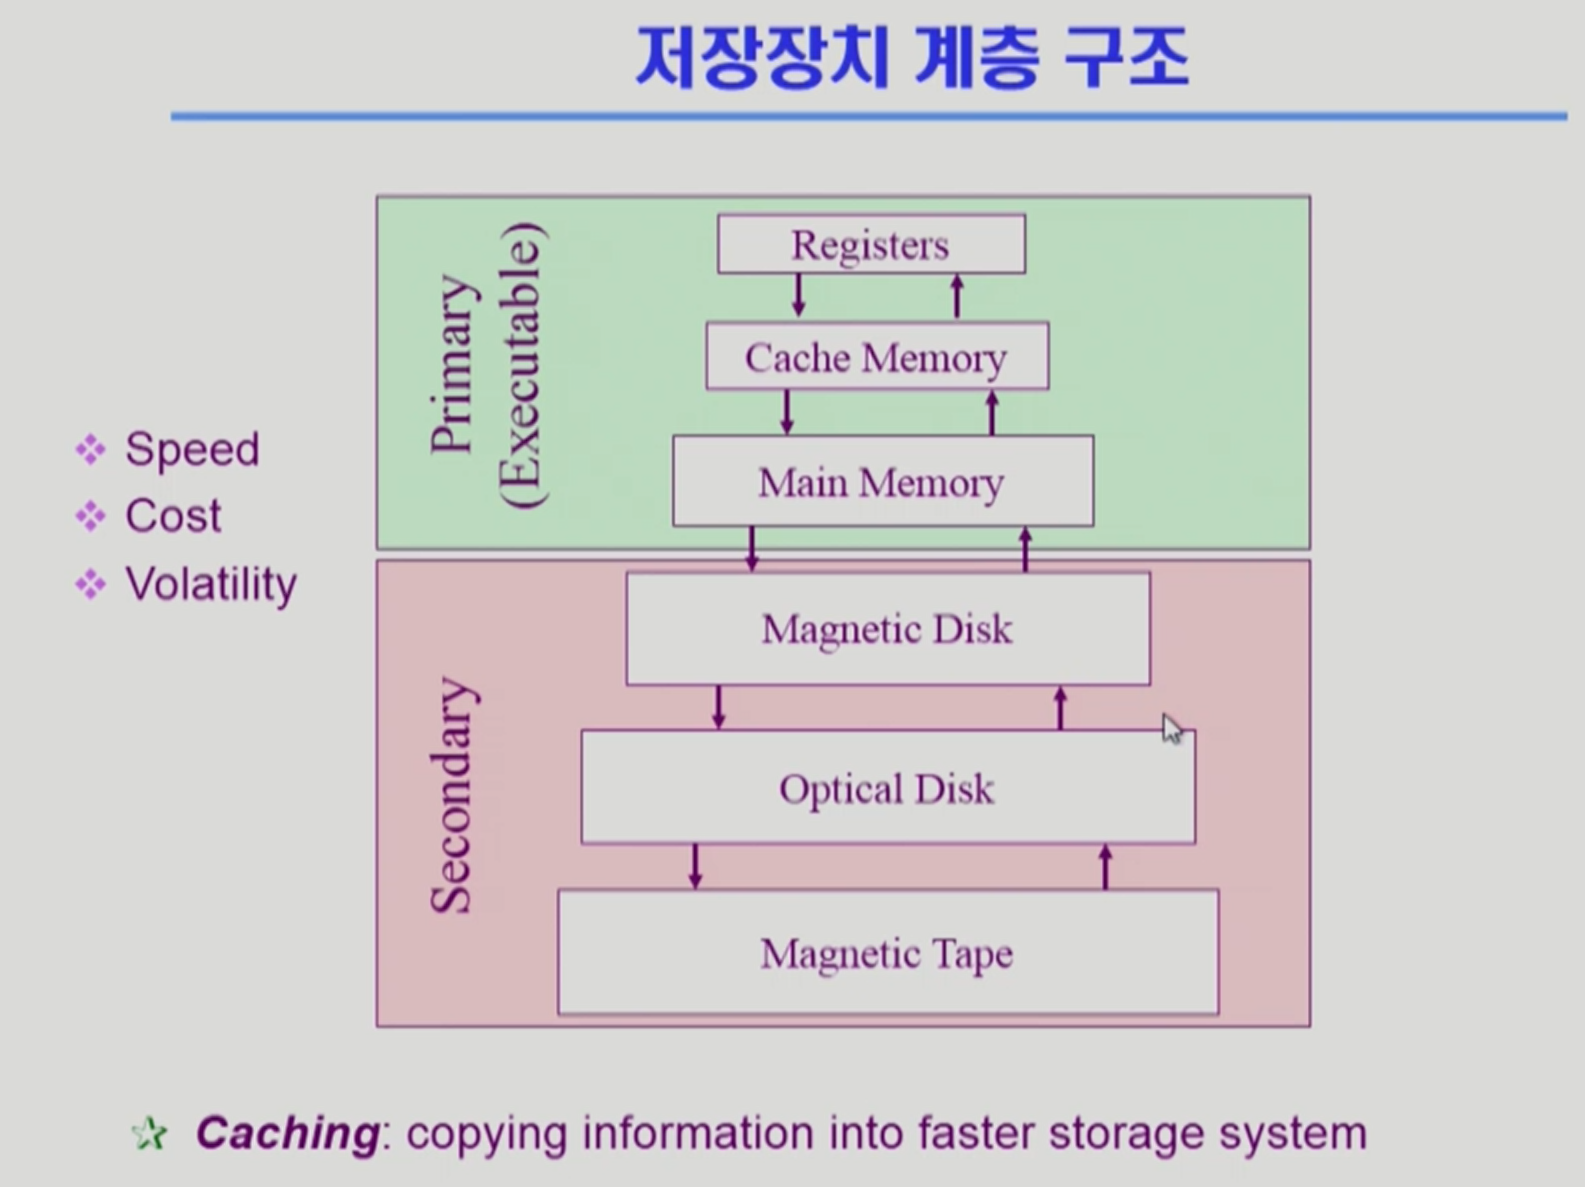 저장장치 계층 구조
Speed
Cost
Volatility
Primary
(Executable)
Registers
Cache Memory
Main Memory
Secondary
Magnetic Disk
Optical Disk
Magnetic Tape
Caching: copying information into faster storage system